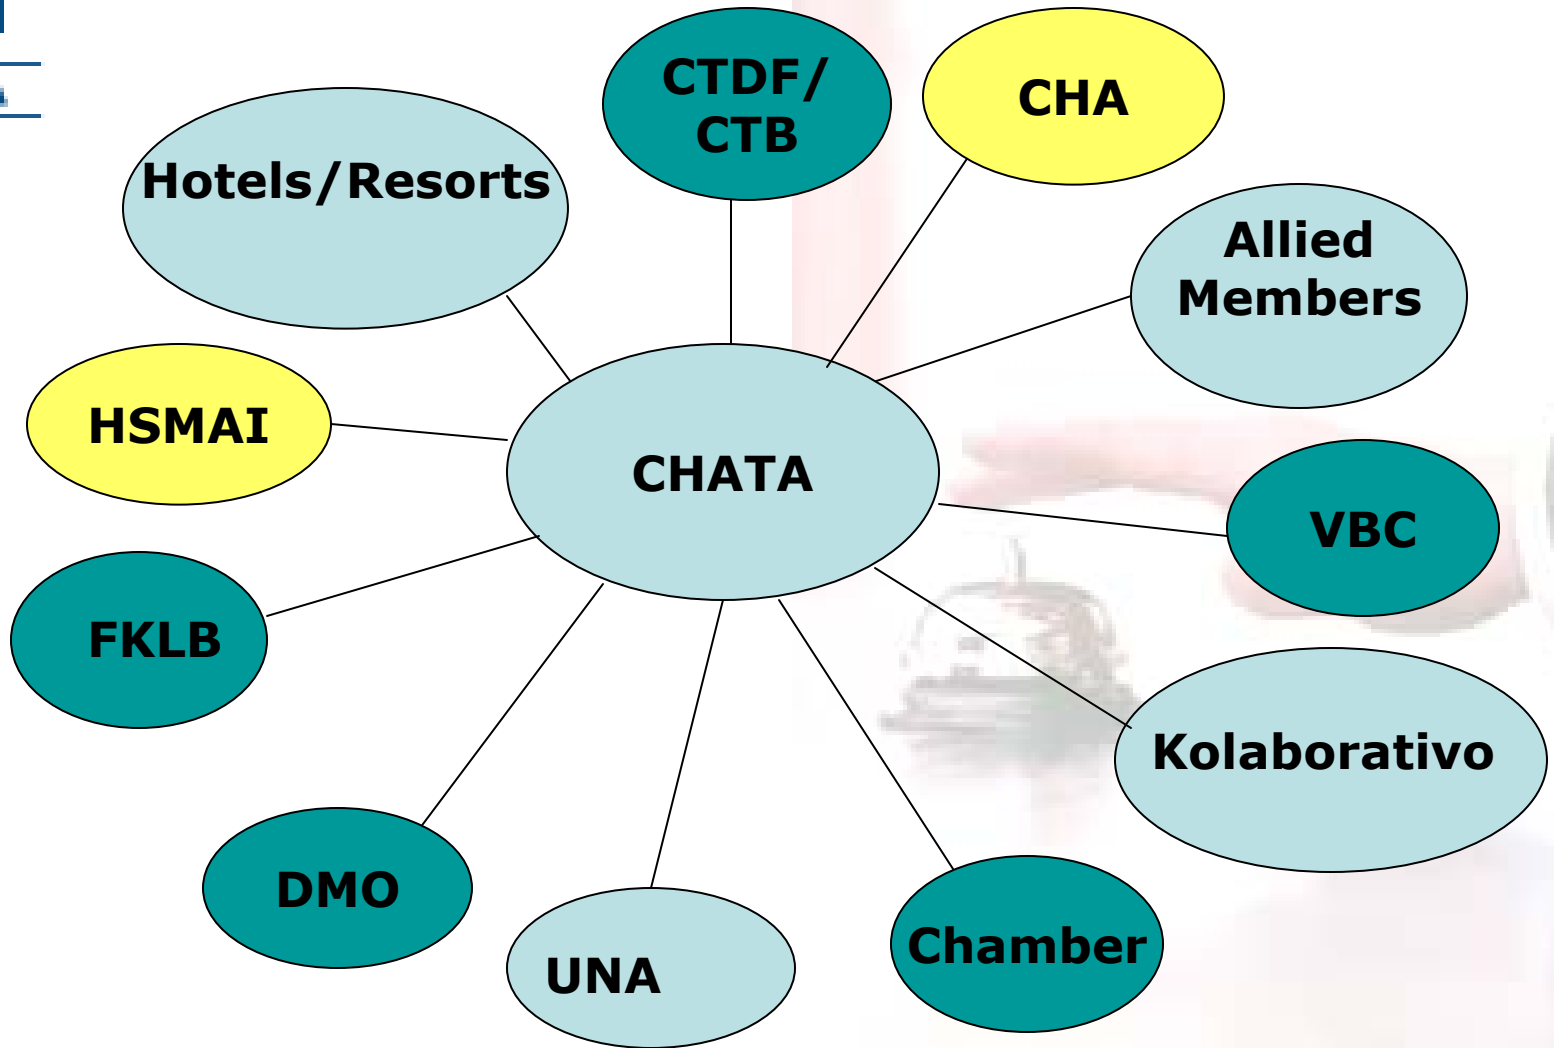 CTDF/
CTB
CHA
Hotels/Resorts
Allied
Members
HSMAI
CHATA
VBC
FKLB
Kolaborativo
DMO
UNA
Chamber